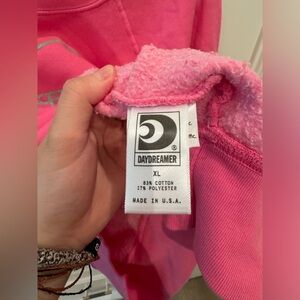 ®
DAYDREAMER
XL
83% COTTON
17% POLYESTER
MADE IN U.S.A.